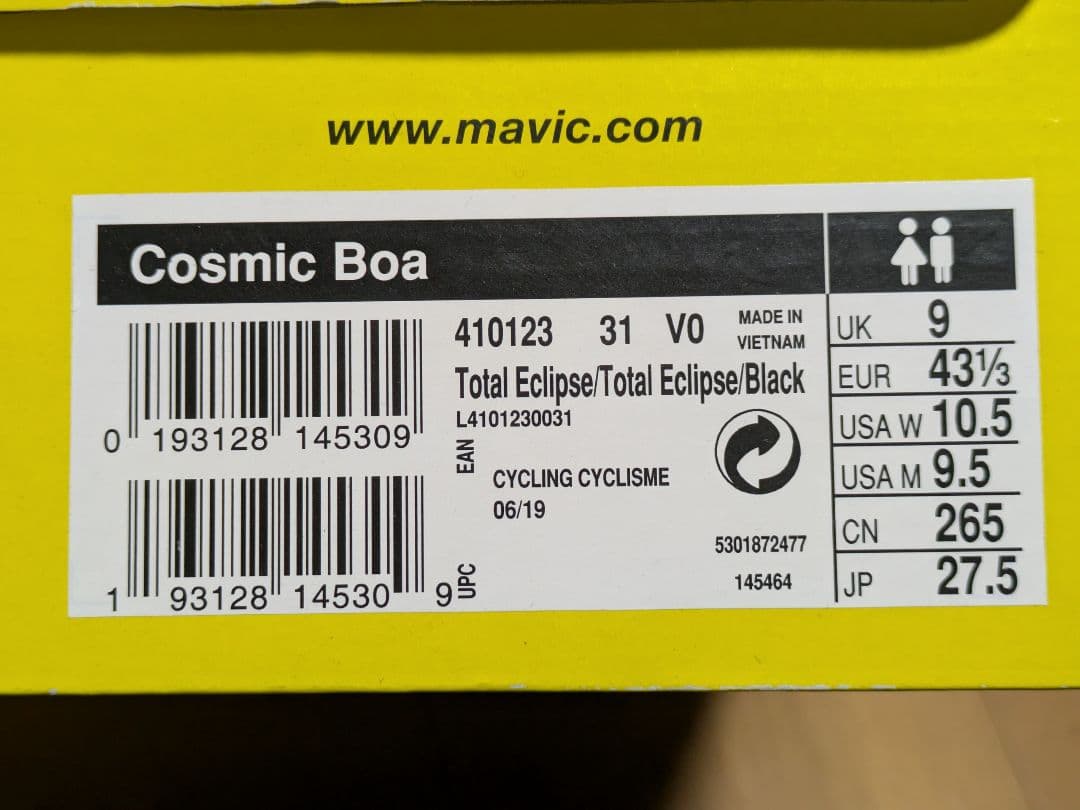 www.mavic.com
Cosmic Boa
410123 31 V0 MADE IN VIETNAM
Total Eclipse/Total Eclipse/Black
L4101230031
0 193128 145309
EAN
CYCLING CYCLISME
06/19
5301872477
145464
1 93128 14530 9
UPC
UK 9
EUR 43⅓
USA W 10.5
USA M 9.5
CN 265
JP 27.5